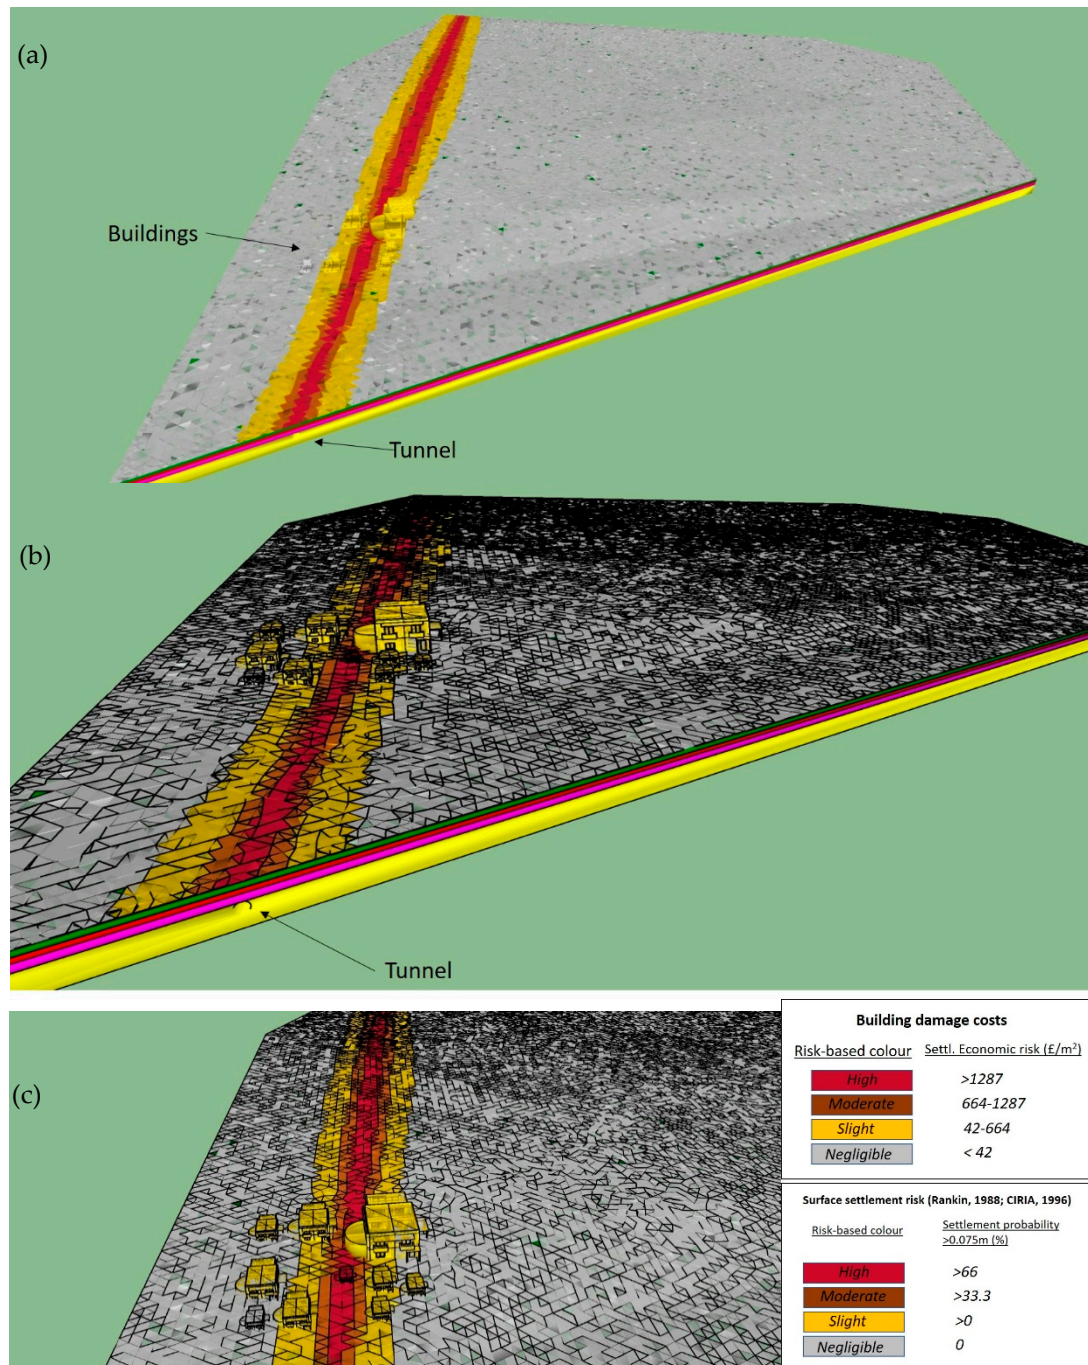 (a)
Buildings
Tunnel
(b)
Tunnel
(c)
Building damage costs
Risk-based colour Settl. Economic risk (£/m²)
High >1287
Moderate 664-1287
Slight 42-664
Negligible < 42
Surface settlement risk (Rankin, 1988; CIRIA, 1996)
Risk-based colour Settlement probability
>0.075m (%)
High >66
Moderate >33.3
Slight >0
Negligible 0